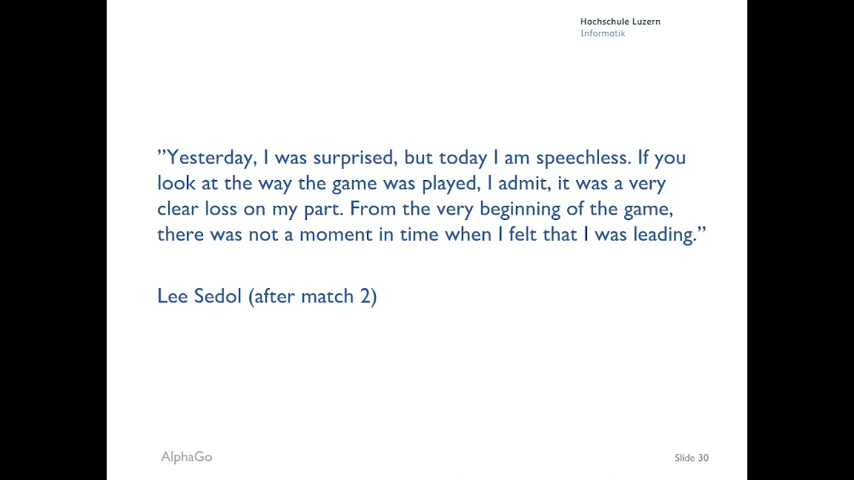 Hochschule Luzern
Informatik
”Yesterday, I was surprised, but today I am speechless. If you
look at the way the game was played, I admit, it was a very
clear loss on my part. From the very beginning of the game,
there was not a moment in time when I felt that I was leading.”
Lee Sedol (after match 2)
AlphaGo
Slide 30